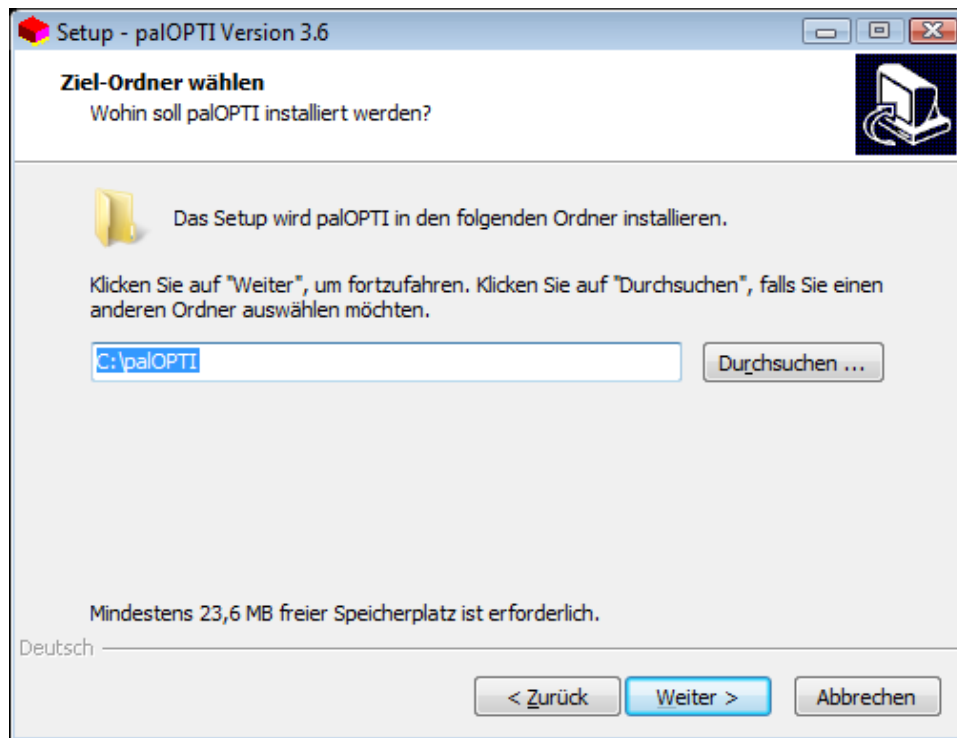 Setup - palOPTI Version 3.6
Ziel-Ordner wählen
Wohin soll palOPTI installiert werden?
Das Setup wird palOPTI in den folgenden Ordner installieren.
Klicken Sie auf "Weiter", um fortzufahren. Klicken Sie auf "Durchsuchen", falls Sie einen
anderen Ordner auswählen möchten.
C:\palOPTI
Durchsuchen ...
Mindestens 23,6 MB freier Speicherplatz ist erforderlich.
Deutsch
< Zurück
Weiter >
Abbrechen